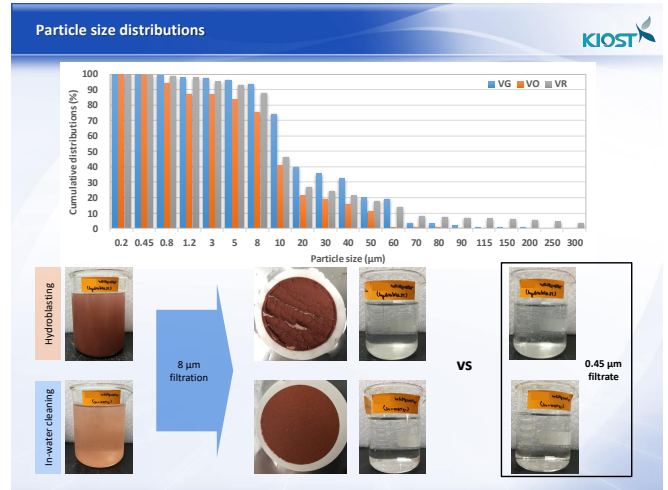 Particle size distributions
KIOST
100
90
80
70
60
50
40
30
20
10
0
Cumulative distributions (%)
VG VO VR
0.2 0.45 0.8 1.2 3 5 8 10 20 30 40 50 60 70 80 90 115 150 200 250 300
Particle size (µm)
Hydroblasting
8 µm
filtration
VS
0.45 µm
filtrate
In-water cleaning